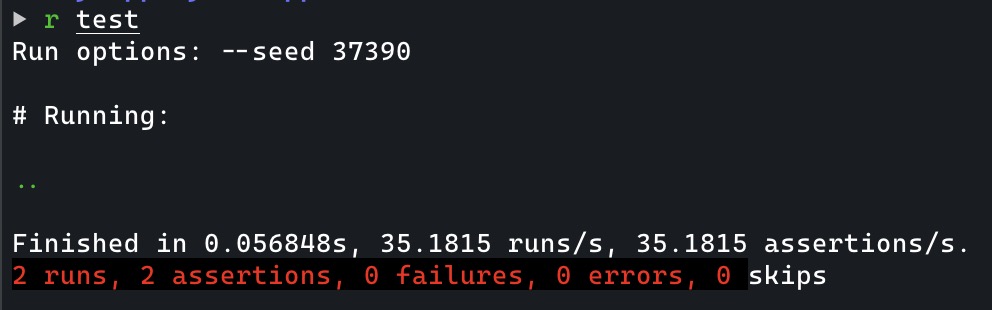 ▶ r test
Run options: --seed 37390
# Running:
..
Finished in 0.056848s, 35.1815 runs/s, 35.1815 assertions/s.
2 runs, 2 assertions, 0 failures, 0 errors, 0 skips